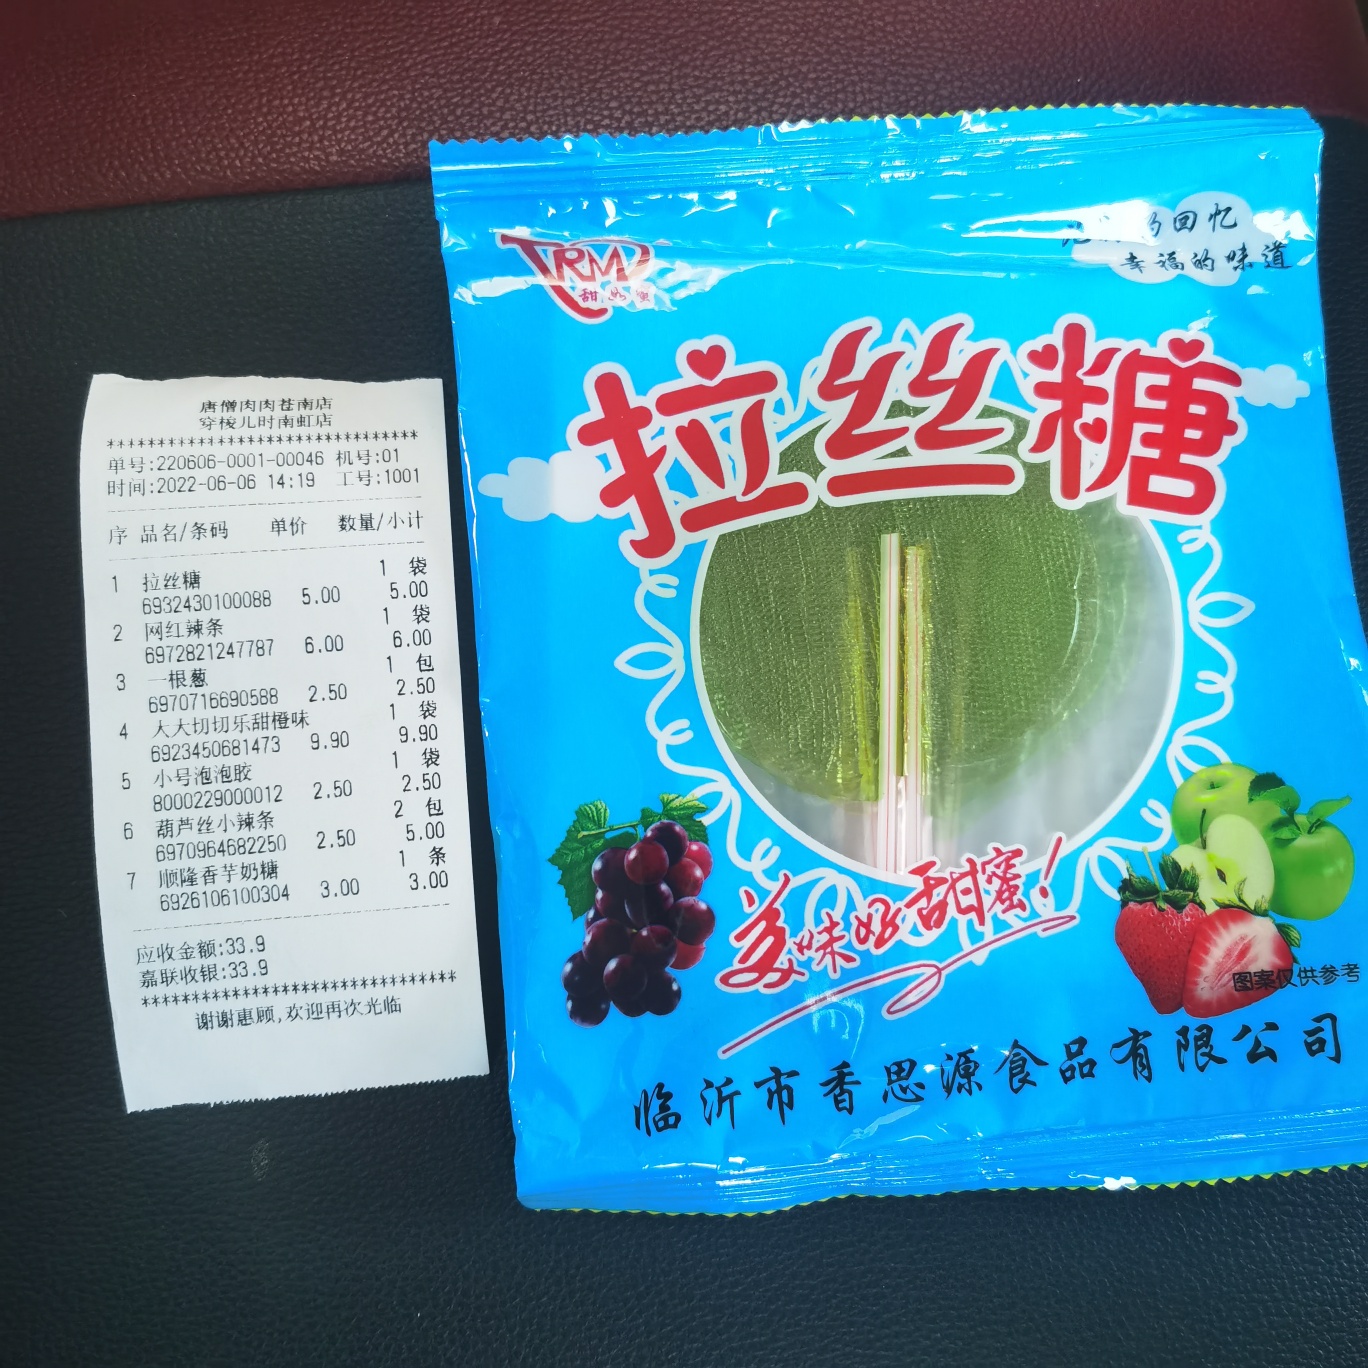 唐僧肉肉苍南店
穿梭儿时南虹店
********************************
单号:220606-0001-00046 机号:01
时间:2022-06-06 14:19 工号:1001
序 品名/条码 单价 数量/小计
1 拉丝糖 1 袋
6932430100088 5.00 5.00
2 网红辣条 1 袋
6972821247787 6.00 6.00
3 一根葱 1 包
6970716690588 2.50 2.50
4 大大切切乐甜橙味 1 袋
6923450681473 9.90 9.90
5 小号泡泡胶 1 袋
8000229000012 2.50 2.50
6 葫芦丝小辣条 2 包
6970964682250 2.50 5.00
7 顺隆香芋奶糖 1 条
6926106100304 3.00 3.00
应收金额:33.9
嘉联收银:33.9
********************************
谢谢惠顾,欢迎再次光临
TRM
甜
的回忆
幸福的味道
拉丝糖
美味好甜蜜!
图案仅供参考
临沂市香思源食品有限公司